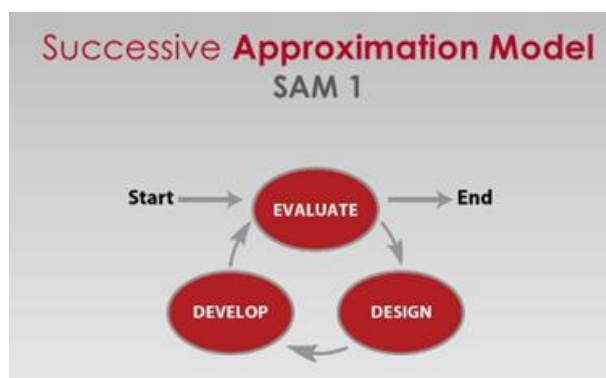 Successive Approximation Model
SAM 1
Start
EVALUATE
End
DEVELOP
DESIGN